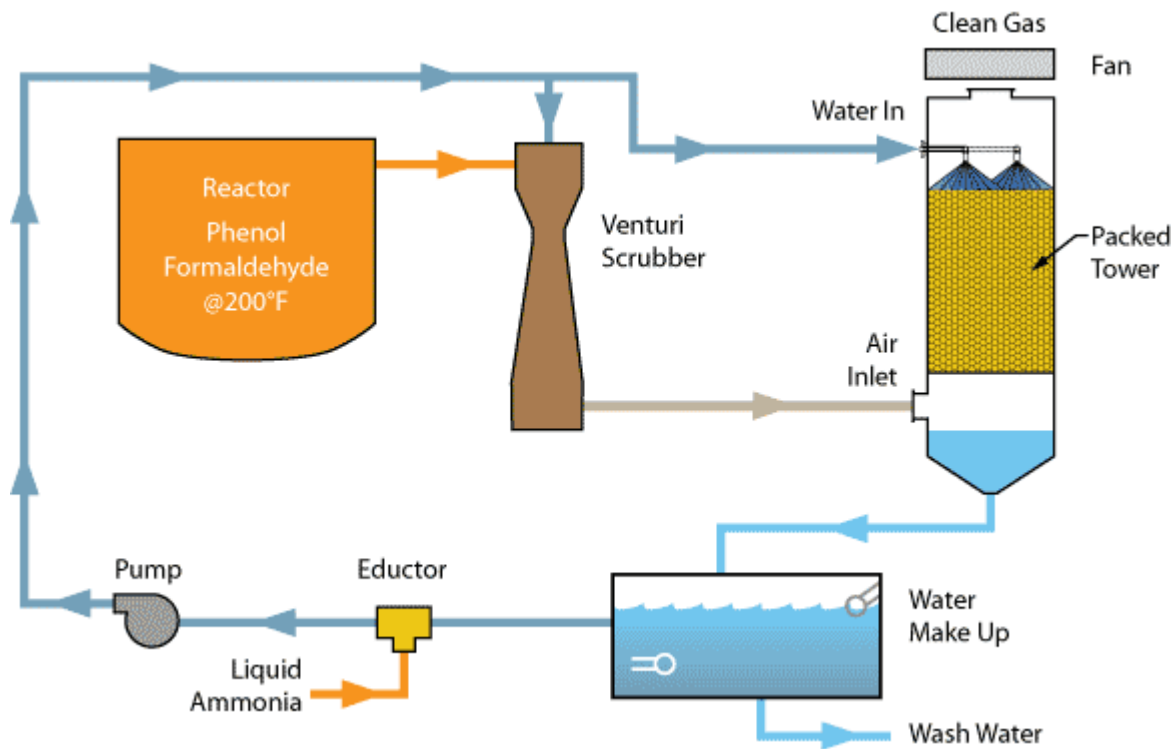 Clean Gas
Fan
Water In
Reactor
Phenol
Formaldehyde
@200°F
Venturi
Scrubber
Packed
Tower
Air
Inlet
Pump
Eductor
Water
Make Up
Liquid
Ammonia
Wash Water